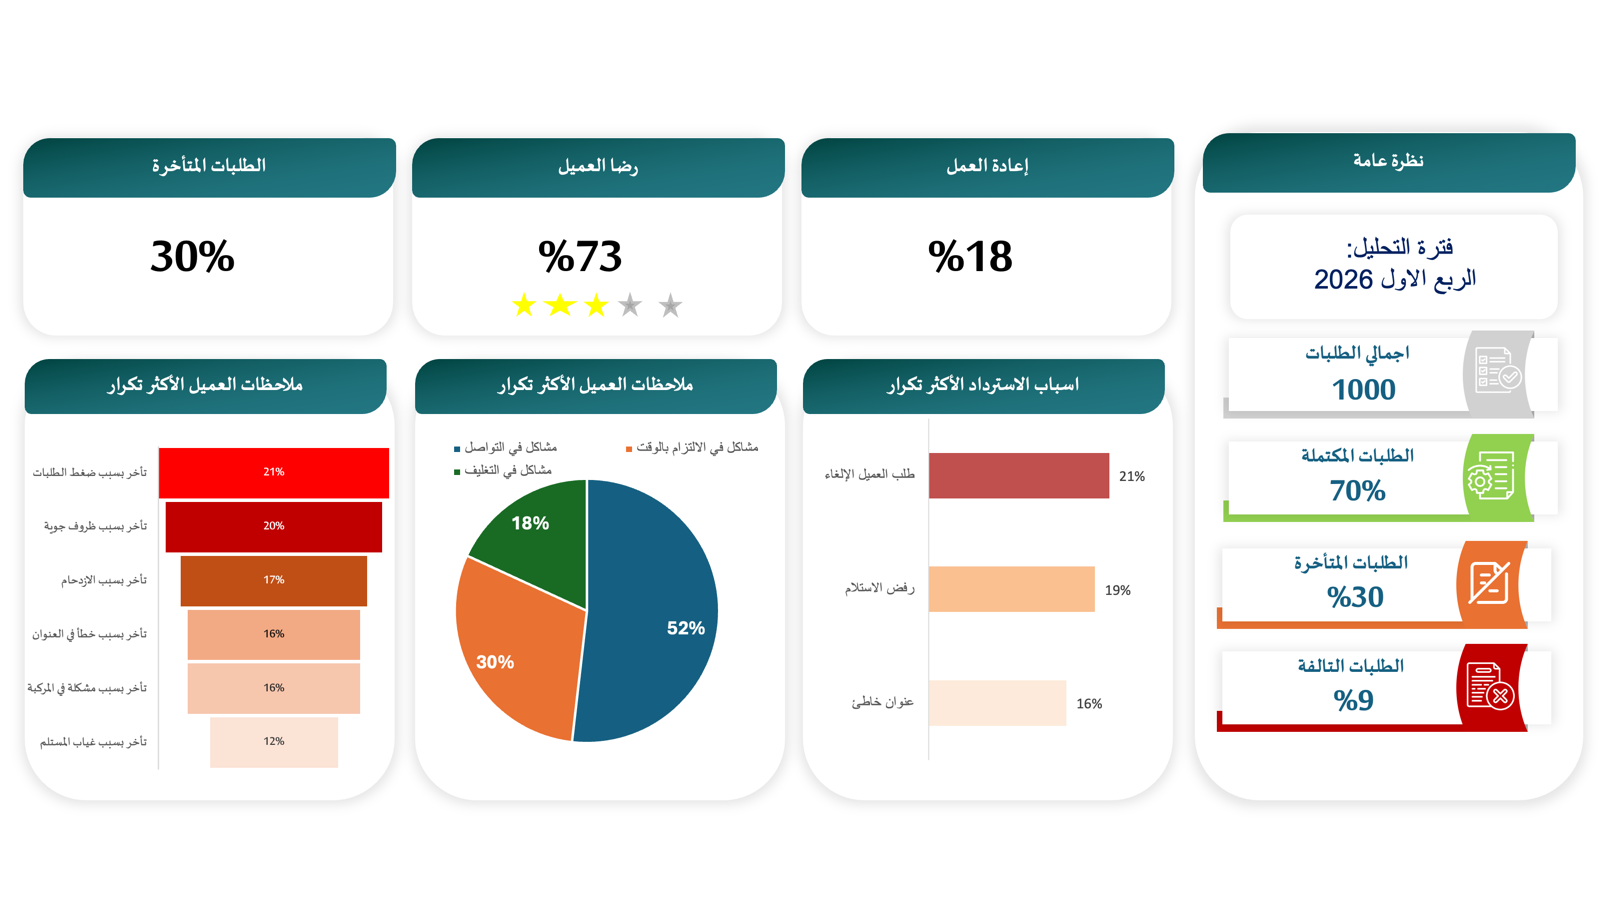 نظرة عامة
فترة التحليل:
الربع الاول 2026
اجمالي الطلبات
1000
الطلبات المكتملة
70%
الطلبات المتأخرة
%30
الطلبات التالفة
%9
إعادة العمل
%18
رضا العميل
%73
الطلبات المتأخرة
30%
اسباب الاسترداد الأكثر تكرار
طلب العميل الإلغاء
21%
رفض الاستلام
19%
عنوان خاطئ
16%
ملاحظات العميل الأكثر تكرار
مشاكل في الالتزام بالوقت
مشاكل في التواصل
مشاكل في التغليف
18%
52%
30%
ملاحظات العميل الأكثر تكرار
تأخر بسبب ضغط الطلبات
21%
تأخر بسبب ظروف جوية
20%
تأخر بسبب الازدحام
17%
تأخر بسبب خطأ في العنوان
16%
تأخر بسبب مشكلة في المركبة
16%
تأخر بسبب غياب المستلم
12%